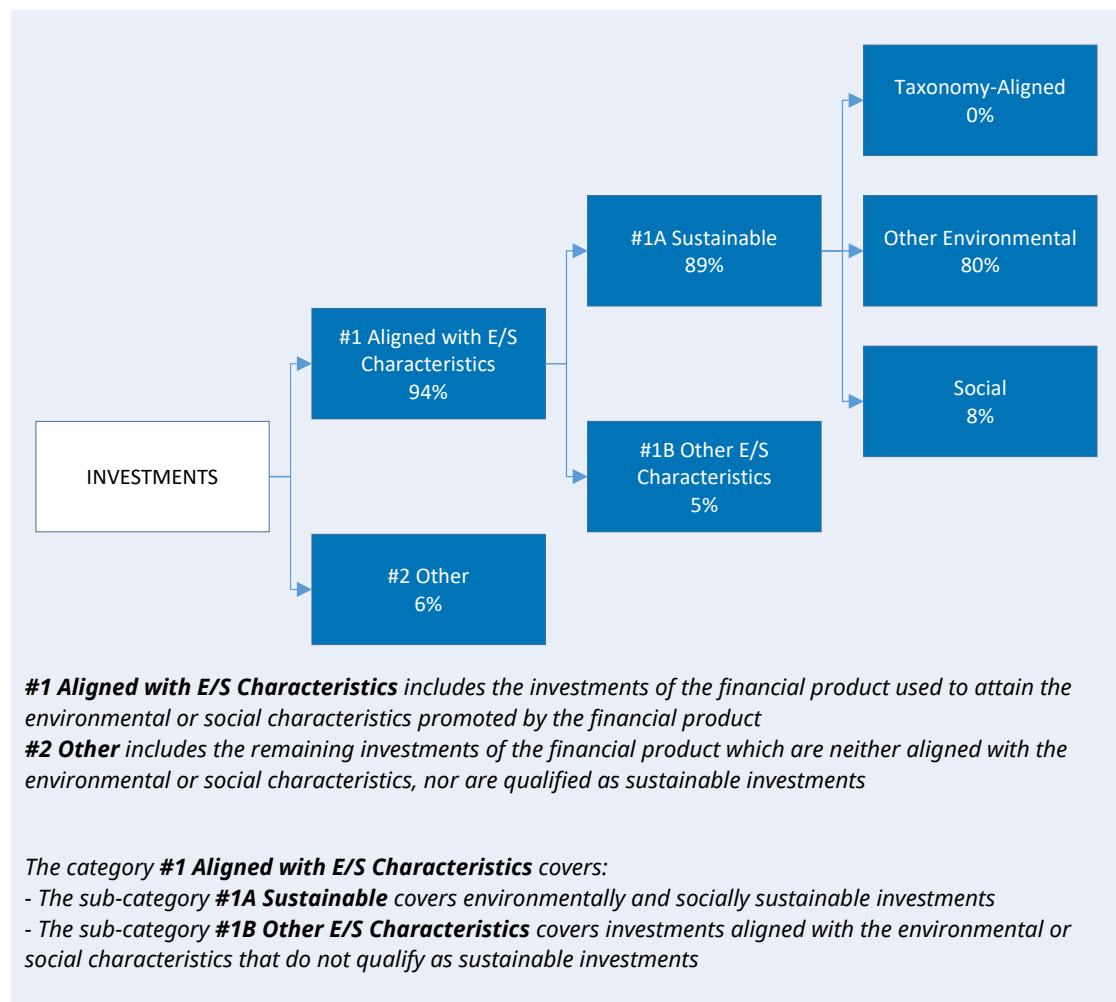 Taxonomy-Aligned
0%
#1A Sustainable
89%
Other Environmental
80%
#1 Aligned with E/S
Characteristics
94%
Social
8%
INVESTMENTS
#1B Other E/S
Characteristics
5%
#2 Other
6%
#1 Aligned with E/S Characteristics includes the investments of the financial product used to attain the
environmental or social characteristics promoted by the financial product
#2 Other includes the remaining investments of the financial product which are neither aligned with the
environmental or social characteristics, nor are qualified as sustainable investments
The category #1 Aligned with E/S Characteristics covers:
- The sub-category #1A Sustainable covers environmentally and socially sustainable investments
- The sub-category #1B Other E/S Characteristics covers investments aligned with the environmental or
social characteristics that do not qualify as sustainable investments